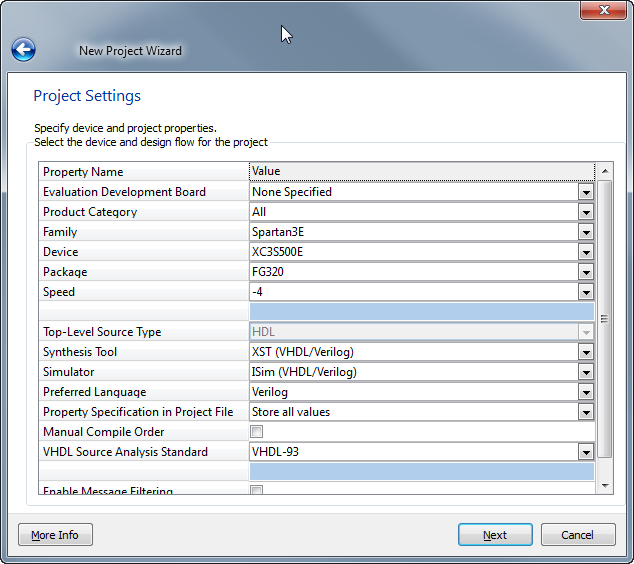 New Project Wizard
Project Settings
Specify device and project properties.
Select the device and design flow for the project
Property Name Value
Evaluation Development Board None Specified
Product Category All
Family Spartan3E
Device XC3S500E
Package FG320
Speed -4
Top-Level Source Type HDL
Synthesis Tool XST (VHDL/Verilog)
Simulator ISim (VHDL/Verilog)
Preferred Language Verilog
Property Specification in Project File Store all values
Manual Compile Order
VHDL Source Analysis Standard VHDL-93
Enable Message Filtering
More Info Next Cancel